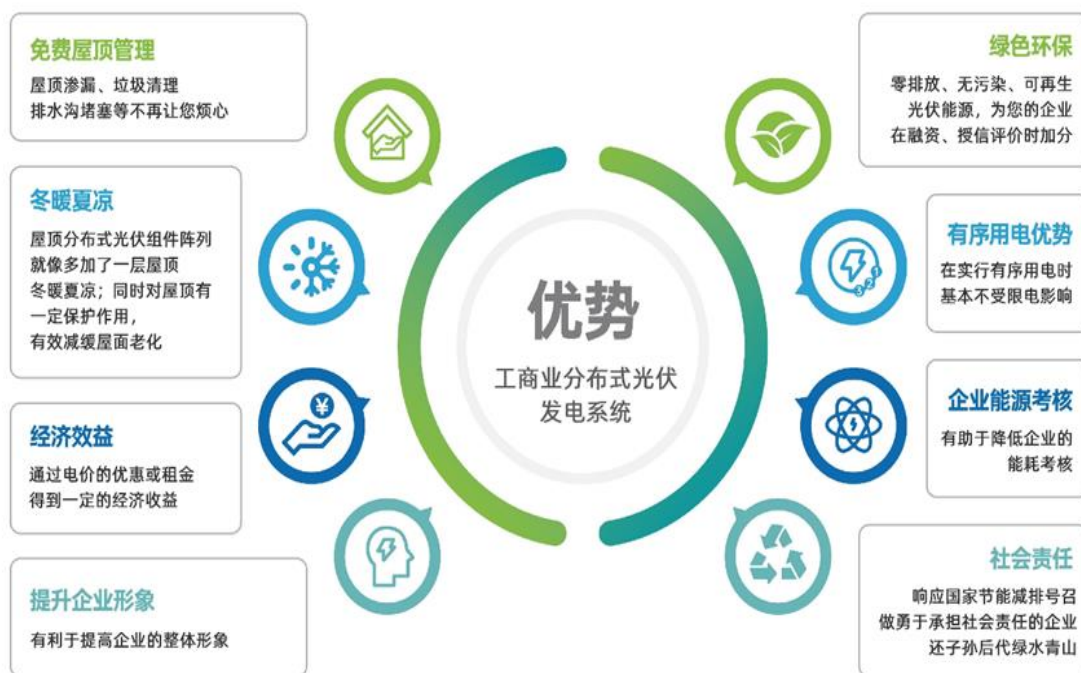 免费屋顶管理
屋顶渗漏、垃圾清理
排水沟堵塞等不再让您烦心
冬暖夏凉
屋顶分布式光伏组件阵列
就像多加了一层屋顶
冬暖夏凉；同时对屋顶有
一定保护作用，
有效减缓屋面老化
经济效益
通过电价的优惠或租金
得到一定的经济收益
提升企业形象
有利于提高企业的整体形象
¥
优势
工商业分布式光伏
发电系统
绿色环保
零排放、无污染、可再生
光伏能源，为您的企业
在融资、授信评价时加分
有序用电优势
在实行有序用电时
基本不受限电影响
1
2
3
企业能源考核
有助于降低企业的
能耗考核
社会责任
响应国家节能减排号召
做勇于承担社会责任的企业
还子孙后代绿水青山